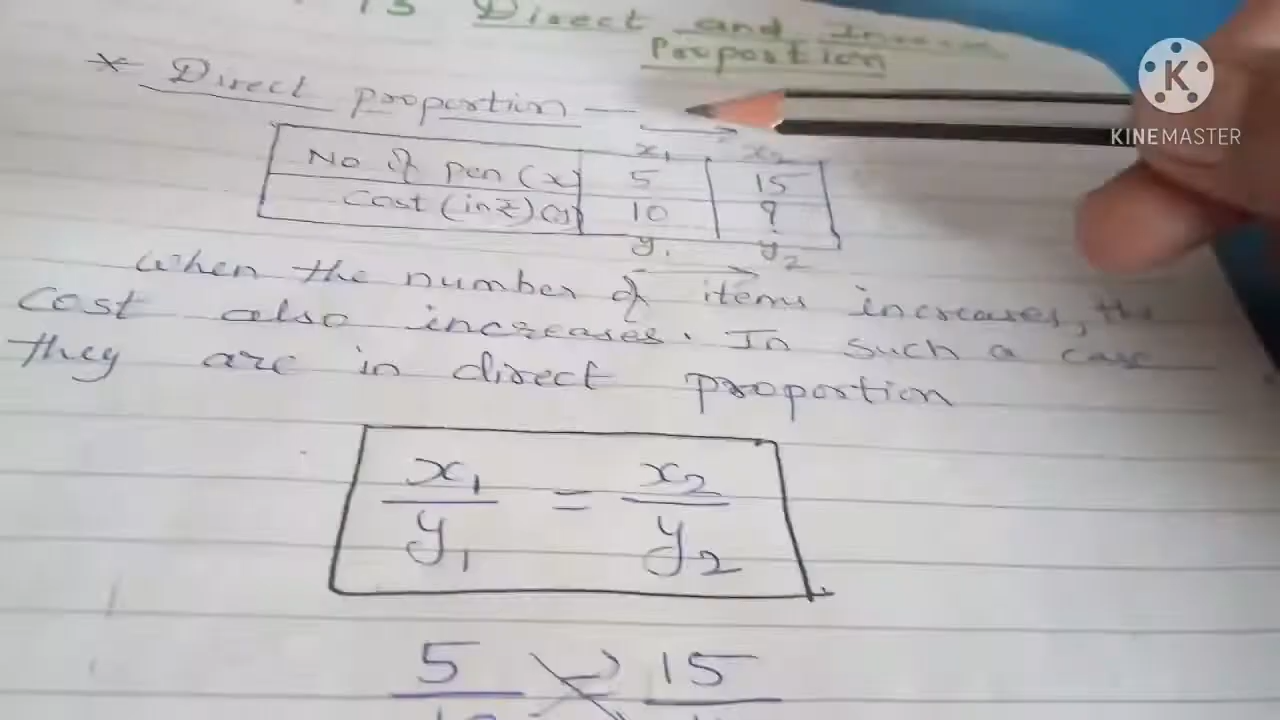 13 Direct and Inverse
Proportion
* Direct proportion —
x₁ x₂
No of pen (x) 5 15
Cost (in ₹) (y) 10 ?
y₁ y₂
When the number of items increases, the
cost also increases. In such a case
they are in direct proportion
x₁ = x₂
y₁ y₂
5 = 15
KINEMASTER